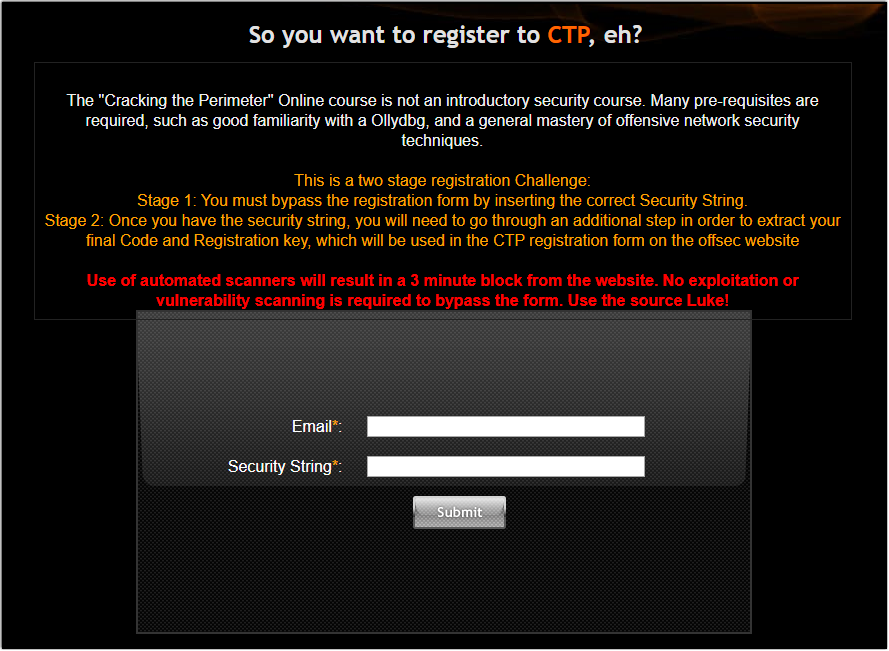 So you want to register to CTP, eh?
The "Cracking the Perimeter" Online course is not an introductory security course. Many pre-requisites are
required, such as good familiarity with a Ollydbg, and a general mastery of offensive network security
techniques.
This is a two stage registration Challenge:
Stage 1: You must bypass the registration form by inserting the correct Security String.
Stage 2: Once you have the security string, you will need to go through an additional step in order to extract your
final Code and Registration key, which will be used in the CTP registration form on the offsec website
Use of automated scanners will result in a 3 minute block from the website. No exploitation or
vulnerability scanning is required to bypass the form. Use the source Luke!
Email*:
Security String*:
Submit